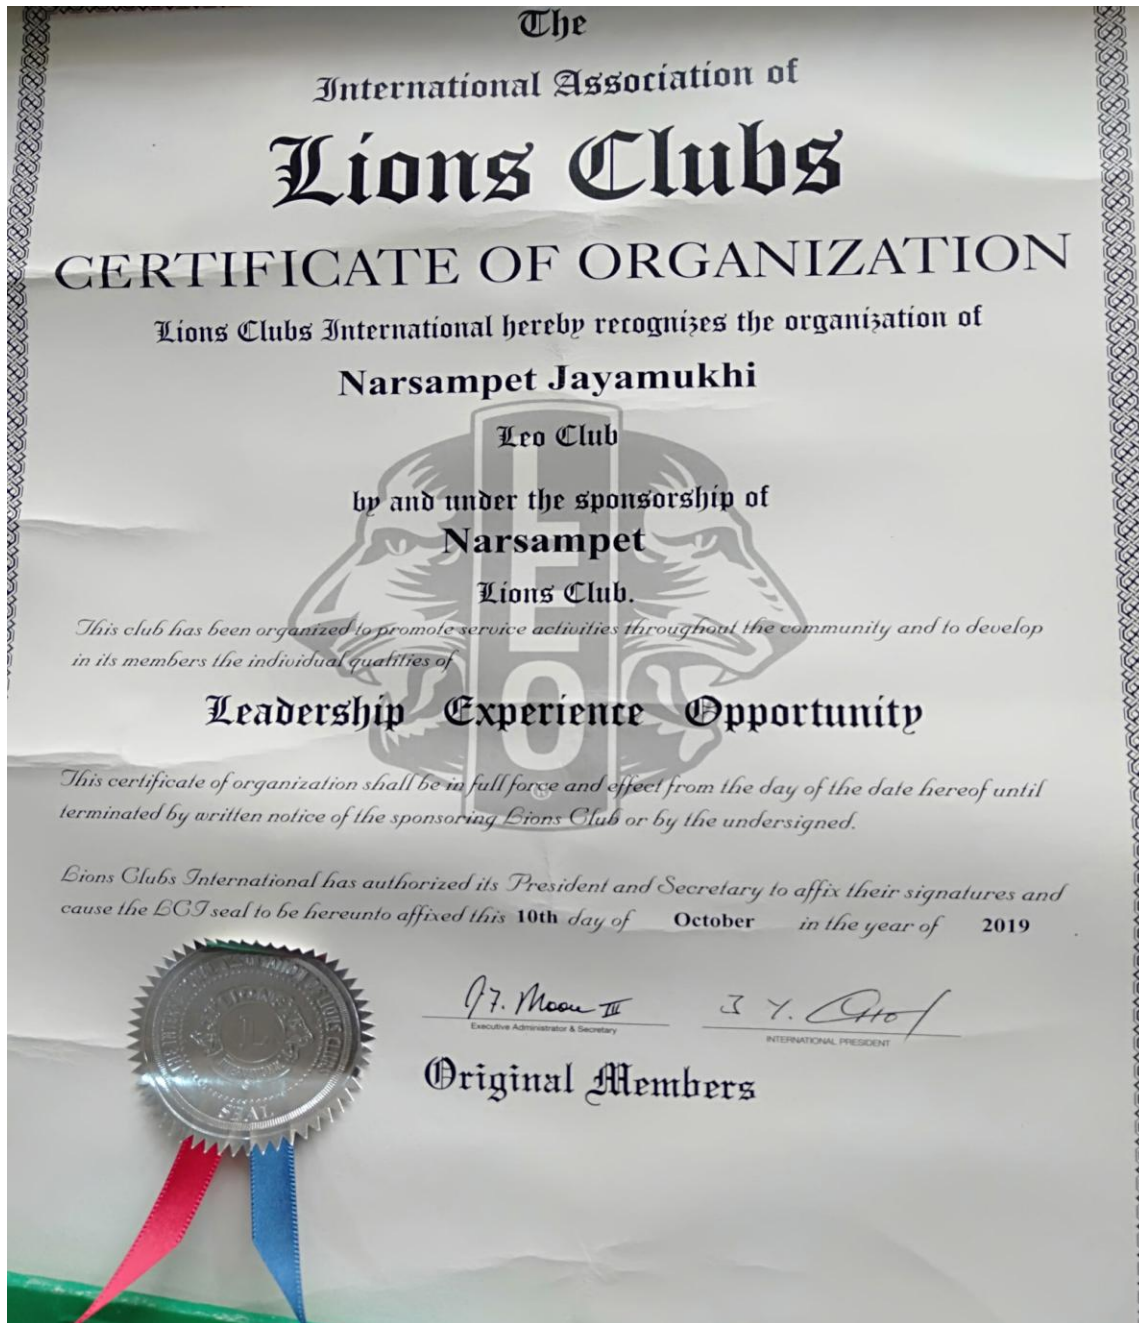 The
International Association of
Lions Clubs
CERTIFICATE OF ORGANIZATION
Lions Clubs International hereby recognizes the organization of
Narsampet Jayamukhi
Leo Club
by and under the sponsorship of
Narsampet
Lions Club.
LEO
This club has been organized to promote service activities throughout the community and to develop
in its members the individual qualities of
Leadership Experience Opportunity
This certificate of organization shall be in full force and effect from the day of the date hereof until
terminated by written notice of the sponsoring Lions Club or by the undersigned.
®
Lions Clubs International has authorized its President and Secretary to affix their signatures and
cause the LCI seal to be hereunto affixed this 10th day of October in the year of 2019 .
Executive Administrator & Secretary
INTERNATIONAL PRESIDENT
Original Members
LIONS
L
SEAL